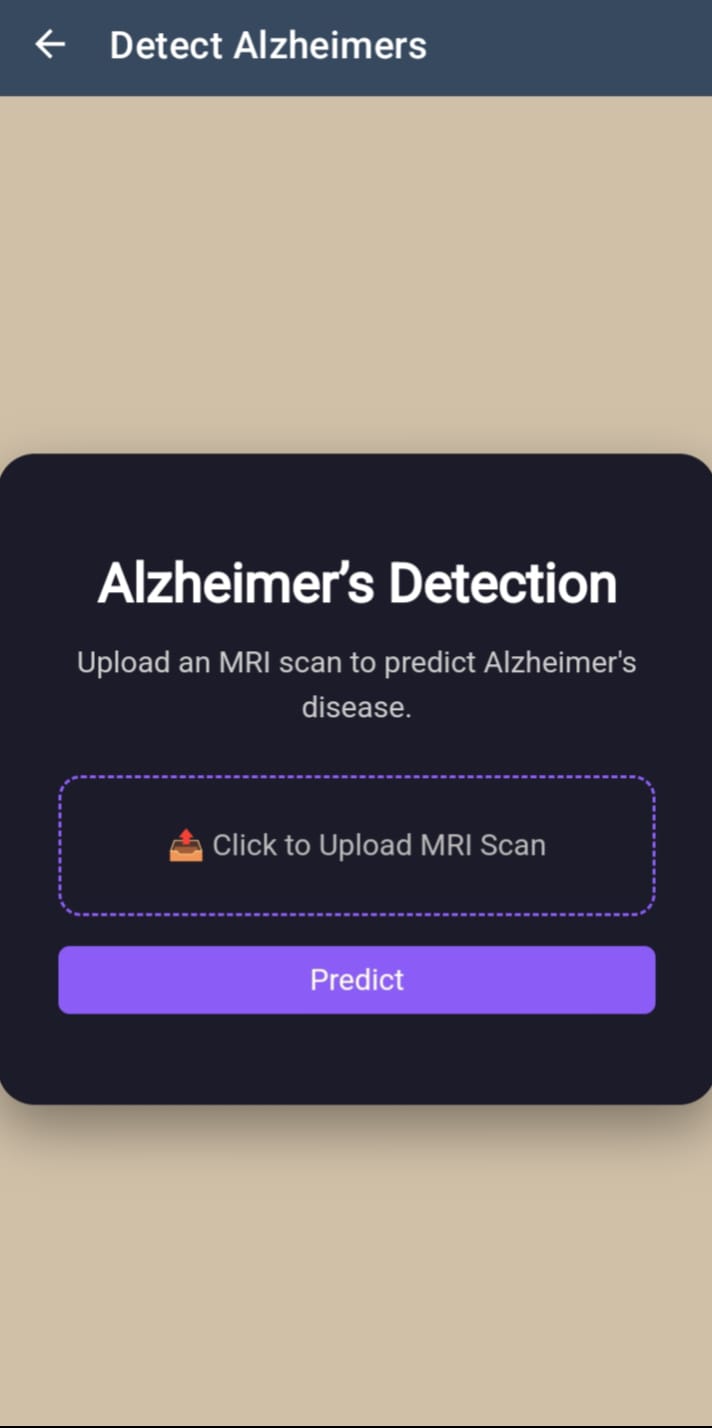 Detect Alzheimers
Alzheimer’s Detection
Upload an MRI scan to predict Alzheimer's
disease.
📤 Click to Upload MRI Scan
Predict